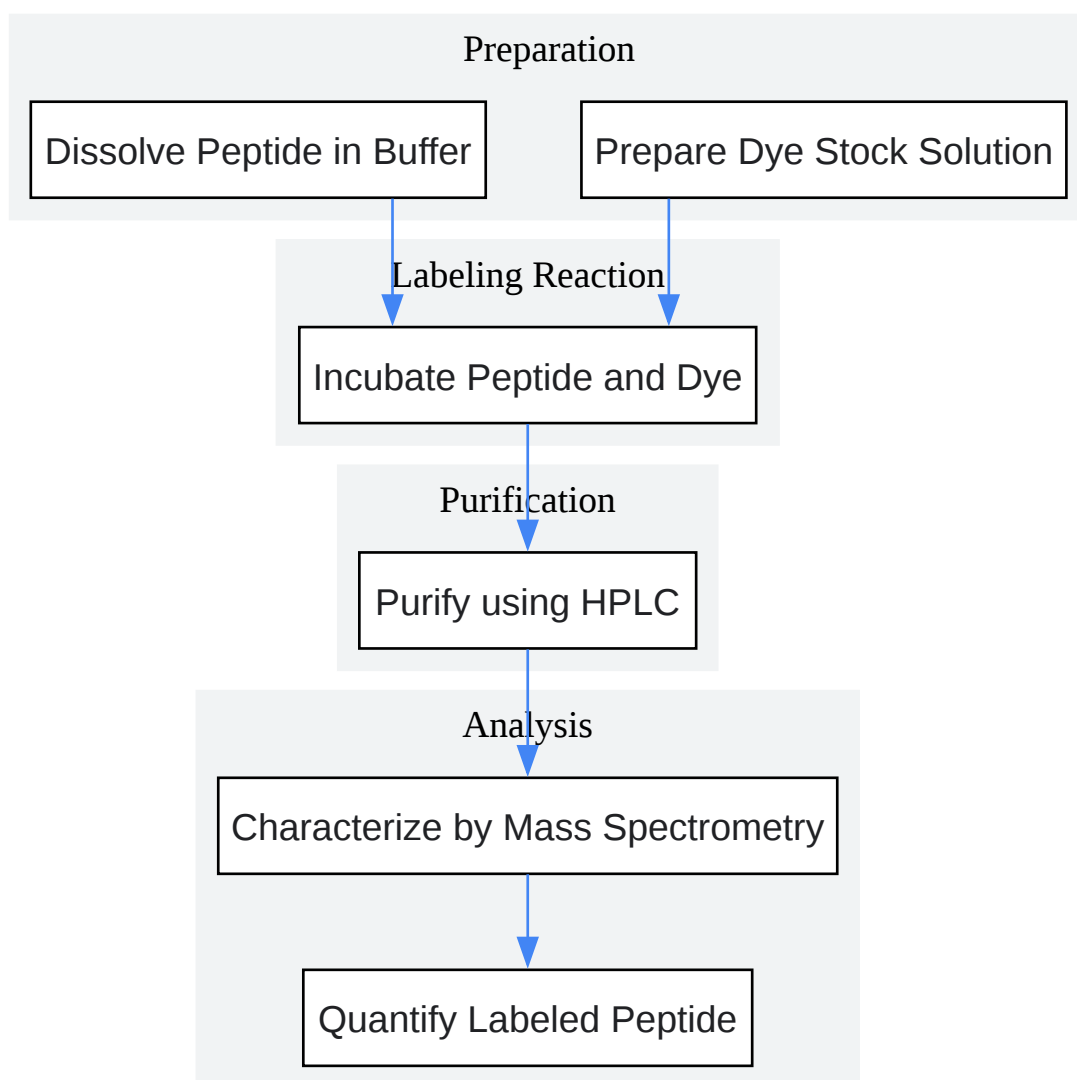 Preparation
Dissolve Peptide in Buffer
Prepare Dye Stock Solution
Labeling Reaction
Incubate Peptide and Dye
Purification
Purify using HPLC
Analysis
Characterize by Mass Spectrometry
Quantify Labeled Peptide